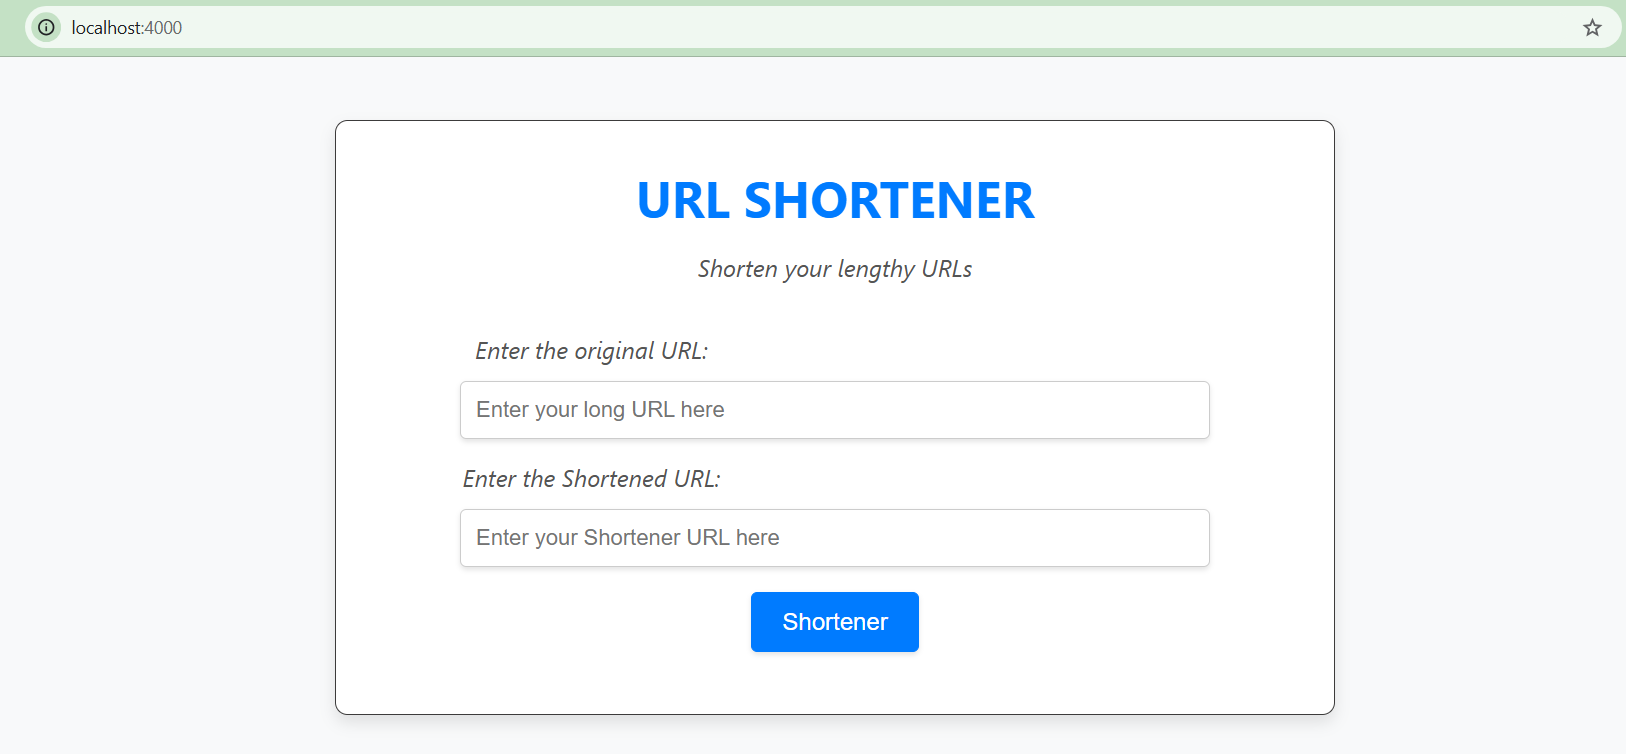 localhost:4000
URL SHORTENER
Shorten your lengthy URLs
Enter the original URL:
Enter your long URL here
Enter the Shortened URL:
Enter your Shortener URL here
Shortener